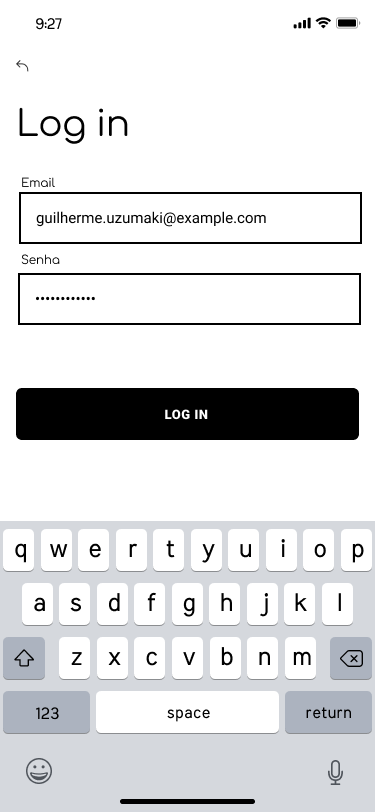 9:27
Log in
Email
guilherme.uzumaki@example.com
Senha
••••••••••••
LOG IN
q w e r t y u i o p
a s d f g h j k l
z x c v b n m
123 space return